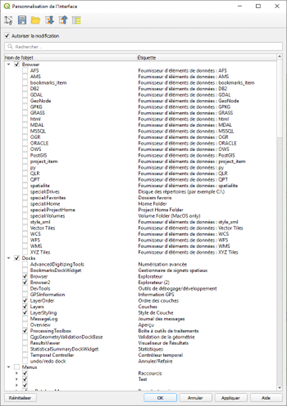 Personnalisation de l'Interface
Autoriser la modification
Rechercher...
Nom de l'objet Étiquette
Browser
AFS Fournisseur d'éléments de données : AFS
AMS Fournisseur d'éléments de données : AMS
bookmarks_item Fournisseur d'éléments de données : bookmarks_item
DB2 Fournisseur d'éléments de données : DB2
GDAL Fournisseur d'éléments de données : GDAL
GeoNode Fournisseur d'éléments de données : GeoNode
GPKG Fournisseur d'éléments de données : GPKG
GRASS Fournisseur d'éléments de données : GRASS
html Fournisseur d'éléments de données : html
MDAL Fournisseur d'éléments de données : MDAL
MSSQL Fournisseur d'éléments de données : MSSQL
OGR Fournisseur d'éléments de données : OGR
ORACLE Fournisseur d'éléments de données : ORACLE
OWS Fournisseur d'éléments de données : OWS
PostGIS Fournisseur d'éléments de données : PostGIS
project_item Fournisseur d'éléments de données : project_item
py Fournisseur d'éléments de données : py
QLR Fournisseur d'éléments de données : QLR
QPT Fournisseur d'éléments de données : QPT
spatialite Fournisseur d'éléments de données : spatialite
special:Drives Disque des répertoires (par exemple C:)
special:Favorites Dossiers favoris
special:Home Home Folder
special:ProjectHome Project Home Folder
special:Volumes Volume Folder (MacOS only)
style_xml Fournisseur d'éléments de données : style_xml
Vector Tiles Fournisseur d'éléments de données : Vector Tiles
WCS Fournisseur d'éléments de données : WCS
WFS Fournisseur d'éléments de données : WFS
WMS Fournisseur d'éléments de données : WMS
XYZ Tiles Fournisseur d'éléments de données : XYZ Tiles
Docks
AdvancedDigitizingTools Numérisation avancée
BookmarksDockWidget Gestionnaire de signets spatiaux
Browser Explorateur
Browser2 Explorateur (2)
DevTools Outils de débogage/développement
GPSInformation Information GPS
LayerOrder Ordre des couches
Layers Couches
LayerStyling Style de Couche
MessageLog Journal des messages
Overview Aperçu
ProcessingToolbox Boîte à outils de traitements
QgsGeometryValidationDockBase Validation de la géométrie
ResultsViewer Visualiseur de Résultats
StatisticalSummaryDockWidget Statistiques
Temporal Controller Contrôleur temporel
undo/redo dock Annuler/Refaire
Menus
Raccourcis
Test
Réinitialiser OK Annuler Appliquer Aide